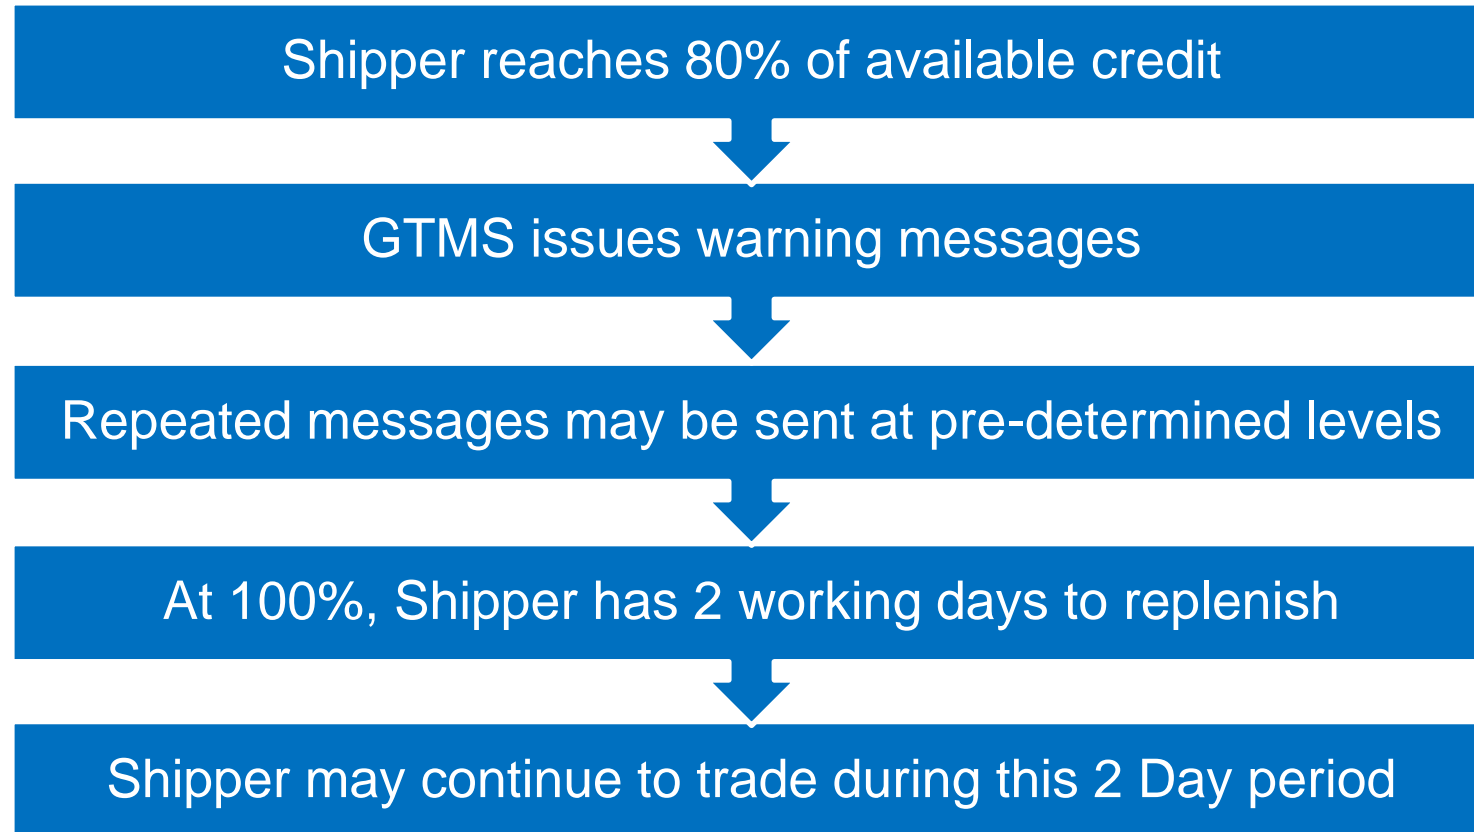 Shipper reaches 80% of available credit
GTMS issues warning messages
Repeated messages may be sent at pre-determined levels
At 100%, Shipper has 2 working days to replenish
Shipper may continue to trade during this 2 Day period